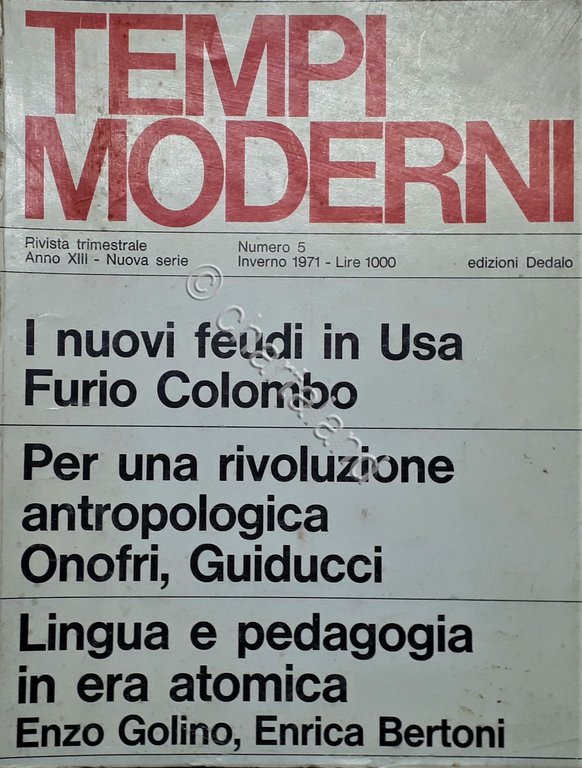 TEMPI
MODERNI
Rivista trimestrale
Anno XIII - Nuova serie
Numero 5
Inverno 1971 - Lire 1000
edizioni Dedalo
I nuovi feudi in Usa
Furio Colombo
Per una rivoluzione
antropologica
Onofri, Guiducci
Lingua e pedagogia
in era atomica
Enzo Golino, Enrica Bertoni